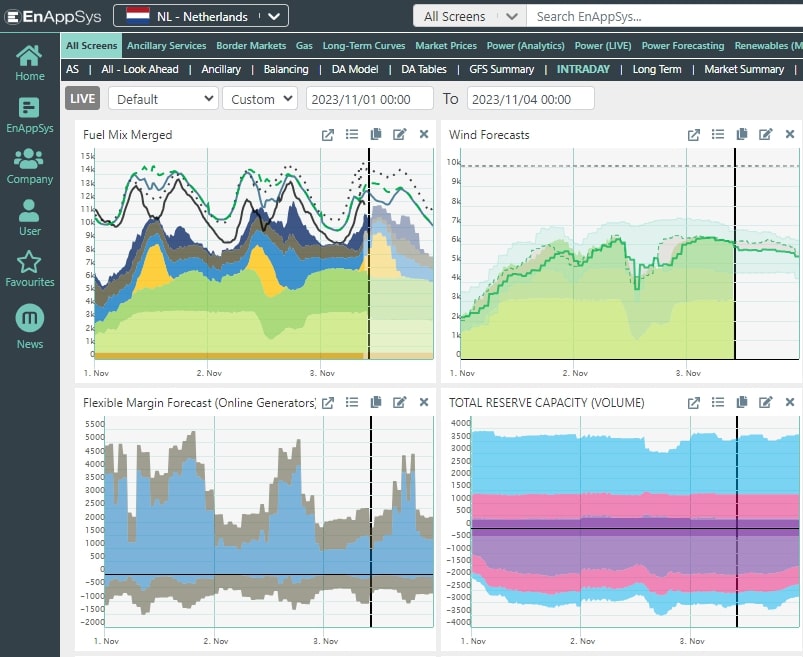 EnAppSys NL - Netherlands All Screens Search EnAppSys...
All Screens Ancillary Services Border Markets Gas Long-Term Curves Market Prices Power (Analytics) Power (LIVE) Power Forecasting Renewables (M
AS | All - Look Ahead | Ancillary | Balancing | DA Model | DA Tables | GFS Summary | INTRADAY | Long Term | Market Summary |
LIVE Default Custom 2023/11/01 00:00 To 2023/11/04 00:00
Home
EnAppSys
Company
User
Favourites
News
Fuel Mix Merged
15k
14k
13k
12k
11k
10k
9k
8k
7k
6k
5k
4k
3k
2k
1k
0
1. Nov 2. Nov 3. Nov
Wind Forecasts
10k
9k
8k
7k
6k
5k
4k
3k
2k
1k
0
1. Nov 2. Nov 3. Nov
Flexible Margin Forecast (Online Generators)
5500
5000
4500
4000
3500
3000
2500
2000
1500
1000
500
0
-500
-1000
-1500
-2000
1. Nov 2. Nov 3. Nov
TOTAL RESERVE CAPACITY (VOLUME)
4000
3500
3000
2500
2000
1500
1000
500
0
-500
-1000
-1500
-2000
-2500
-3000
-3500
-4000
1. Nov 2. Nov 3. Nov